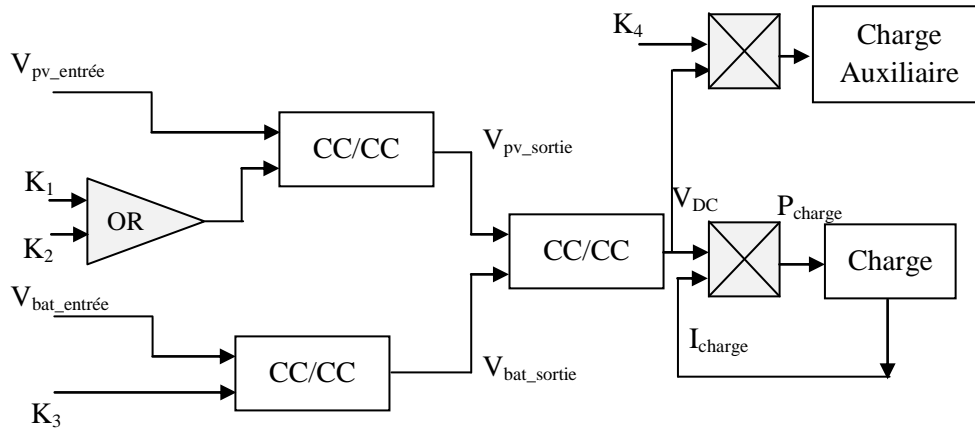 K4
Charge
Auxiliaire
Vpv_entrée
CC/CC
Vpv_sortie
K1
OR
K2
VDC
Pcharge
CC/CC
Charge
Vbat_entrée
Icharge
CC/CC
Vbat_sortie
K3